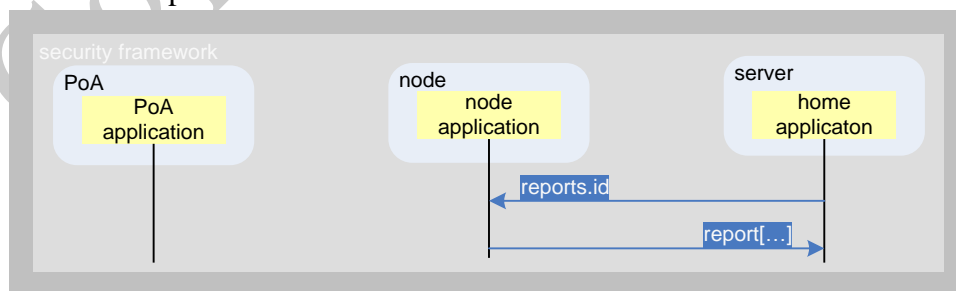 security framework
PoA
PoA
application
node
node
application
server
home
applicaton
reports.id
report[…]